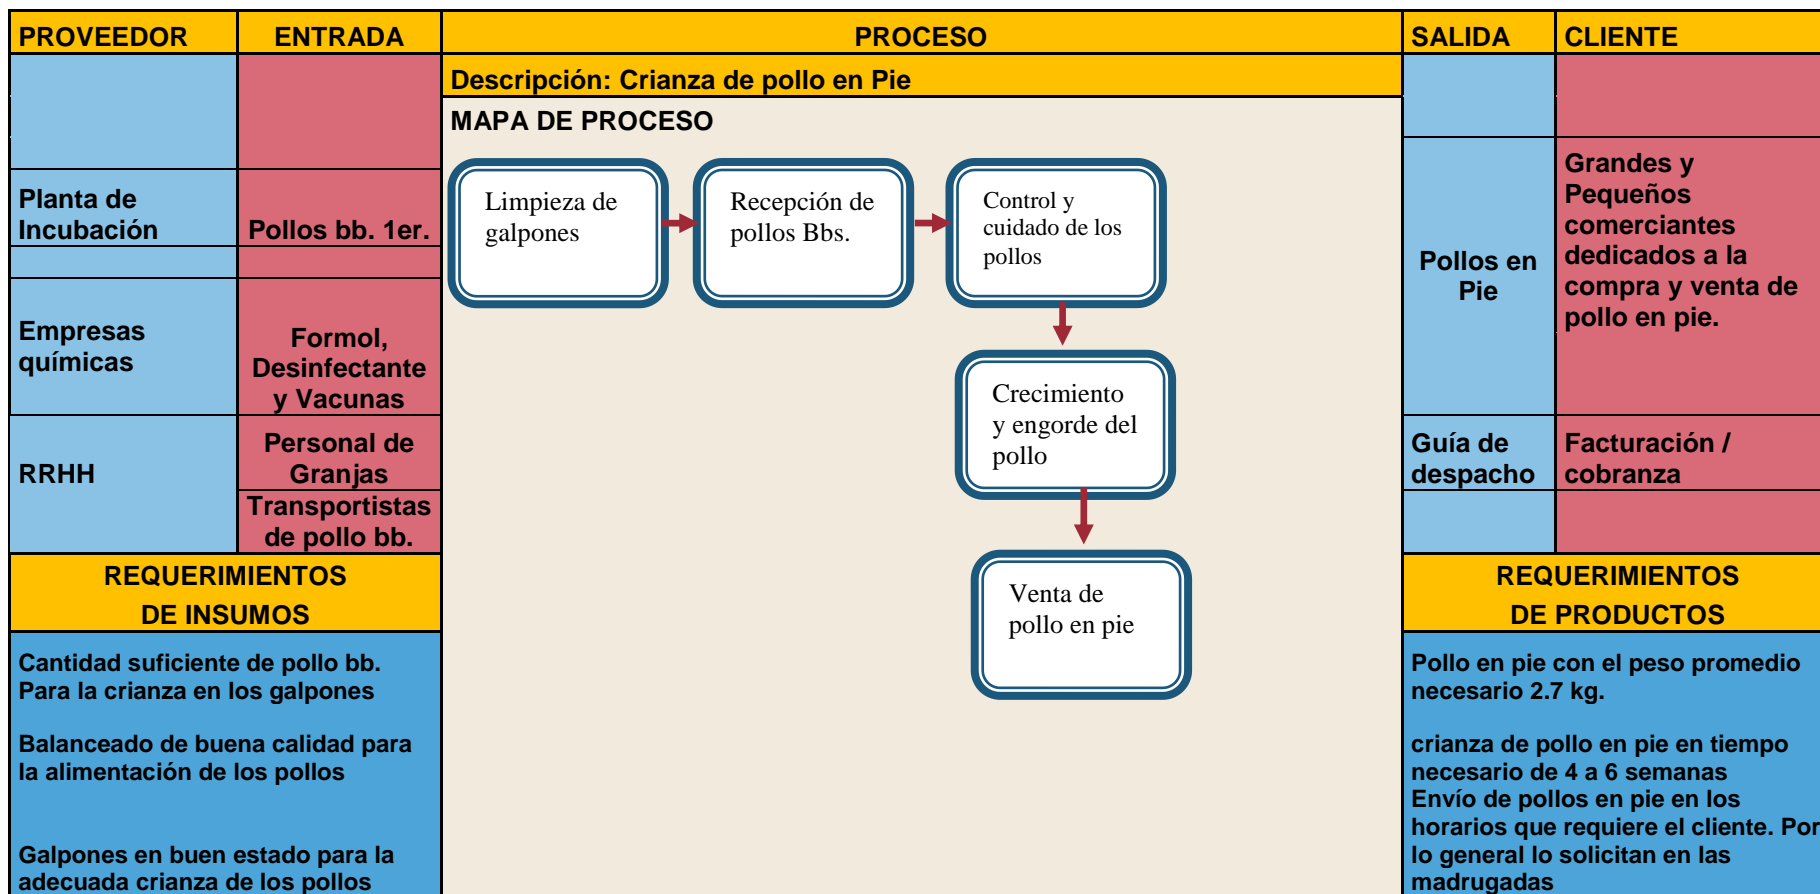 PROVEEDOR
ENTRADA
PROCESO
SALIDA
CLIENTE
Descripción: Crianza de pollo en Pie
MAPA DE PROCESO
Planta de
Incubación
Pollos bb. 1er.
Empresas
químicas
Formol,
Desinfectante
y Vacunas
RRHH
Personal de
Granjas
Transportistas
de pollo bb.
Limpieza de
galpones
Recepción de
pollos Bbs.
Control y
cuidado de los
pollos
Crecimiento
y engorde del
pollo
Venta de
pollo en pie
Pollos en
Pie
Grandes y
Pequeños
comerciantes
dedicados a la
compra y venta de
pollo en pie.
Guía de
despacho
Facturación /
cobranza
REQUERIMIENTOS
DE INSUMOS
Cantidad suficiente de pollo bb.
Para la crianza en los galpones
Balanceado de buena calidad para
la alimentación de los pollos
Galpones en buen estado para la
adecuada crianza de los pollos
REQUERIMIENTOS
DE PRODUCTOS
Pollo en pie con el peso promedio
necesario 2.7 kg.
crianza de pollo en pie en tiempo
necesario de 4 a 6 semanas
Envío de pollos en pie en los
horarios que requiere el cliente. Por
lo general lo solicitan en las
madrugadas